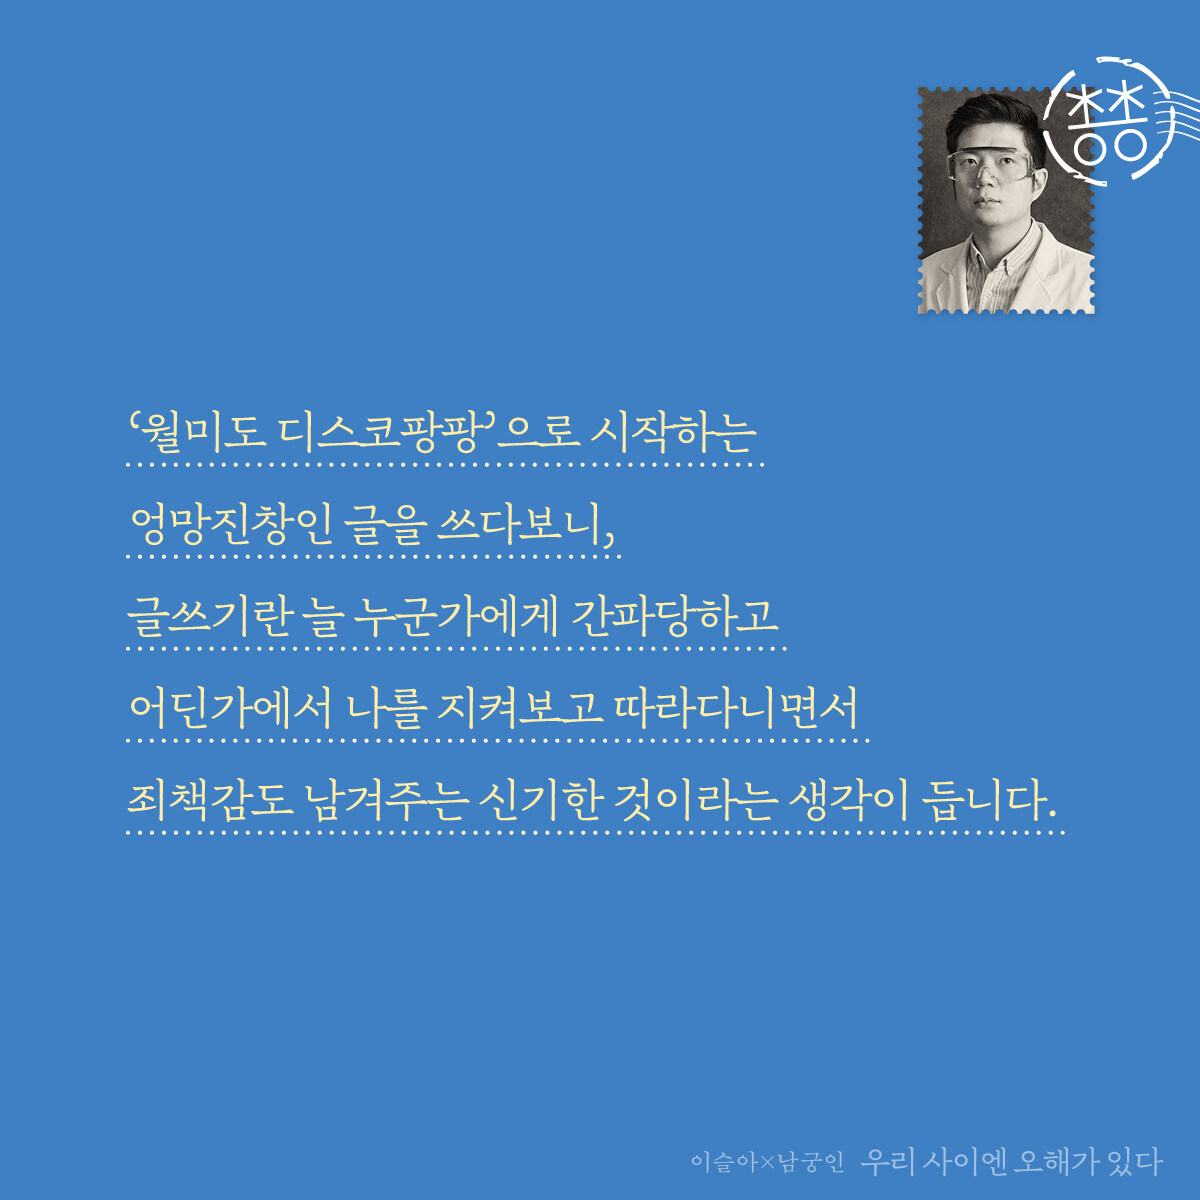 ‘월미도 디스코팡팡’으로 시작하는
엉망진창인 글을 쓰다보니,
글쓰기란 늘 누군가에게 간파당하고
어딘가에서 나를 지켜보고 따라다니면서
죄책감도 남겨주는 신기한 것이라는 생각이 듭니다.
이슬아×남궁인 우리 사이엔 오해가 있다